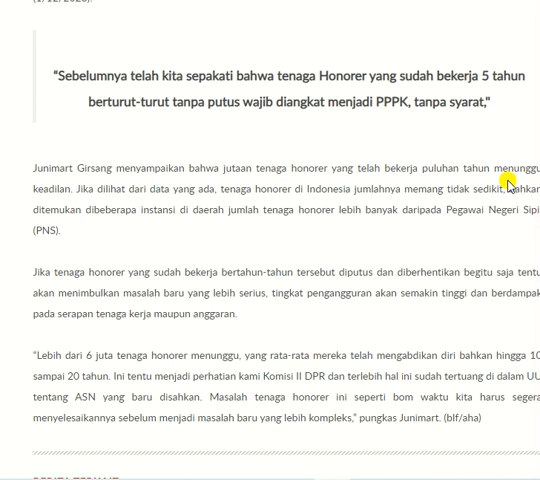 “Sebelumnya telah kita sepakati bahwa tenaga Honorer yang sudah bekerja 5 tahun
berturut-turut tanpa putus wajib diangkat menjadi PPPK, tanpa syarat,”
Junimart Girsang menyampaikan bahwa jutaan tenaga honorer yang telah bekerja puluhan tahun menunggu
keadilan. Jika dilihat dari data yang ada, tenaga honorer di Indonesia jumlahnya memang tidak sedikit, bahkan
ditemukan dibeberapa instansi di daerah jumlah tenaga honorer lebih banyak daripada Pegawai Negeri Sipi
(PNS).
Jika tenaga honorer yang sudah bekerja bertahun-tahun tersebut diputus dan diberhentikan begitu saja tentu
akan menimbulkan masalah baru yang lebih serius, tingkat pengangguran akan semakin tinggi dan berdampak
pada serapan tenaga kerja maupun anggaran.
“Lebih dari 6 juta tenaga honorer menunggu, yang rata-rata mereka telah mengabdikan diri bahkan hingga 10
sampai 20 tahun. Ini tentu menjadi perhatian kami Komisi II DPR dan terlebih hal ini sudah tertuang di dalam UU
tentang ASN yang baru disahkan. Masalah tenaga honorer ini seperti bom waktu kita harus segera
menyelesaikannya sebelum menjadi masalah baru yang lebih kompleks,” pungkas Junimart. (blf/aha)